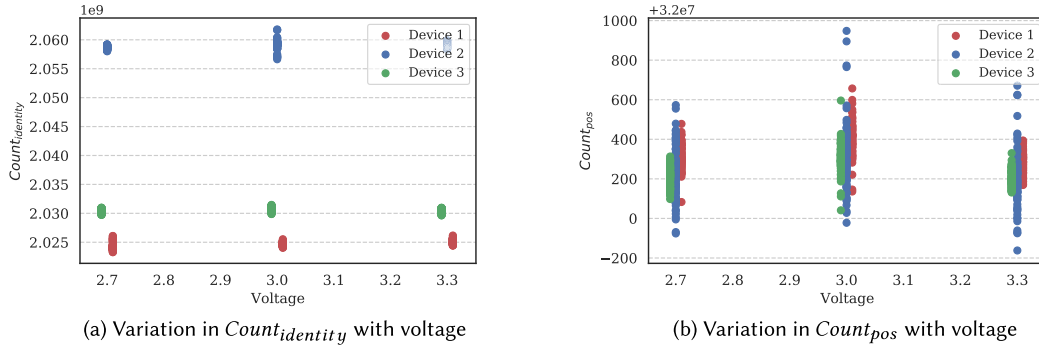 1e9
2.060
2.055
2.050
2.045
2.040
2.035
2.030
2.025
Count_identity
2.7 2.8 2.9 3.0 3.1 3.2 3.3
Voltage
Device 1
Device 2
Device 3
(a) Variation in Count_identity with voltage
+3.2e7
1000
800
600
400
200
0
−200
Count_pos
2.7 2.8 2.9 3.0 3.1 3.2 3.3
Voltage
Device 1
Device 2
Device 3
(b) Variation in Count_pos with voltage